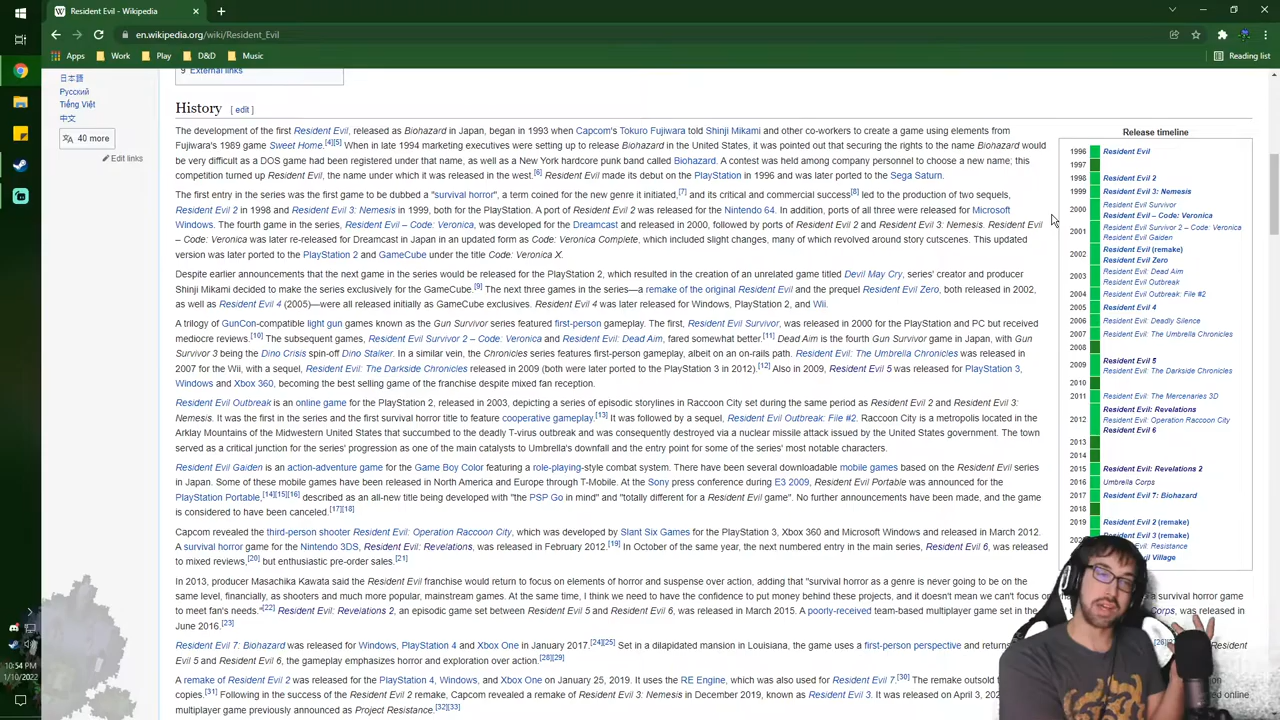 Resident Evil - Wikipedia
en.wikipedia.org/wiki/Resident_Evil
Apps Work Play D&D Music Reading list
9 External links
日本語
Русский
Tiếng Việt
中文
40 more
Edit links
History [ edit ]
The development of the first Resident Evil, released as Biohazard in Japan, began in 1993 when Capcom's Tokuro Fujiwara told Shinji Mikami and other co-workers to create a game using elements from
Fujiwara's 1989 game Sweet Home.[4][5] When in late 1994 marketing executives were setting up to release Biohazard in the United States, it was pointed out that securing the rights to the name Biohazard would
be very difficult as a DOS game had been registered under that name, as well as a New York hardcore punk band called Biohazard. A contest was held among company personnel to choose a new name; this
competition turned up Resident Evil, the name under which it was released in the west.[6] Resident Evil made its debut on the PlayStation in 1996 and was later ported to the Sega Saturn.
The first entry in the series was the first game to be dubbed a "survival horror", a term coined for the new genre it initiated,[7] and its critical and commercial success[8] led to the production of two sequels,
Resident Evil 2 in 1998 and Resident Evil 3: Nemesis in 1999, both for the PlayStation. A port of Resident Evil 2 was released for the Nintendo 64. In addition, ports of all three were released for Microsoft
Windows. The fourth game in the series, Resident Evil – Code: Veronica, was developed for the Dreamcast and released in 2000, followed by ports of Resident Evil 2 and Resident Evil 3: Nemesis. Resident Evil
– Code: Veronica was later re-released for Dreamcast in Japan in an updated form as Code: Veronica Complete, which included slight changes, many of which revolved around story cutscenes. This updated
version was later ported to PlayStation 2 and GameCube under the title Code: Veronica X.
Despite earlier announcements that the next game in the series would be released for the PlayStation 2, which resulted in the creation of an unrelated game titled Devil May Cry, series' creator and producer
Shinji Mikami decided to make the series exclusively for the GameCube.[9] The next three games in the series—a remake of the original Resident Evil and the prequel Resident Evil Zero, both released in 2002,
as well as Resident Evil 4 (2005)—were all released initially as GameCube exclusives. Resident Evil 4 was later released for Windows, PlayStation 2, and Wii.
A trilogy of GunCon-compatible light gun games known as the Gun Survivor series featured first-person gameplay. The first, Resident Evil Survivor, was released in 2000 for the PlayStation and PC but received
mediocre reviews.[10] The subsequent games, Resident Evil Survivor 2 – Code: Veronica and Resident Evil: Dead Aim, fared somewhat better.[11] Dead Aim is the fourth Gun Survivor game in Japan, with Gun
Survivor 3 being the Dino Crisis spin-off Dino Stalker. In a similar vein, the Chronicles series features first-person gameplay, albeit on an on-rails path. Resident Evil: The Umbrella Chronicles was released in
2007 for the Wii, with a sequel, Resident Evil: The Darkside Chronicles released in 2009 (both were later ported to the PlayStation 3 in 2012).[12] Also in 2009, Resident Evil 5 was released for PlayStation 3,
Windows and Xbox 360, becoming the best selling game of the franchise despite mixed fan reception.
Resident Evil Outbreak is an online game for the PlayStation 2, released in 2003, depicting a series of episodic storylines in Raccoon City set during the same period as Resident Evil 2 and Resident Evil 3:
Nemesis. It was the first in the series and the first survival horror title to feature cooperative gameplay.[13] It was followed by a sequel, Resident Evil Outbreak: File #2. Raccoon City is a metropolis located in the
Arklay Mountains of the Midwestern United States that succumbed to the deadly T-virus outbreak and was consequently destroyed via a nuclear missile attack issued by the United States government. The town
served as a critical junction for the series' progression as one of the main catalysts to Umbrella's downfall and the entry point for some of the series' most notable characters.
Resident Evil Gaiden is an action-adventure game for the Game Boy Color featuring a role-playing-style combat system. There have been several downloadable mobile games based on the Resident Evil series
in Japan. Some of these mobile games have been released in North America and Europe through T-Mobile. At the Sony press conference during E3 2009, Resident Evil Portable was announced for the
PlayStation Portable,[14][15][16] described as an all-new title being developed with "the PSP Go in mind" and "totally different for a Resident Evil game". No further announcements have been made, and the game
is considered to have been canceled.[17][18]
Capcom revealed the third-person shooter Resident Evil: Operation Raccoon City, which was developed by Slant Six Games for the PlayStation 3, Xbox 360 and Microsoft Windows and released in March 2012.
A survival horror game for the Nintendo 3DS, Resident Evil: Revelations, was released in February 2012.[19] In October of the same year, the next numbered entry in the main series, Resident Evil 6, was released
to mixed reviews,[20] but enthusiastic pre-order sales.[21]
In 2013, producer Masachika Kawata said the Resident Evil franchise would return to focus on elements of horror and suspense over action, adding that "survival horror as a genre is never going to be on the
same level, financially, as shooters and much more popular, mainstream games. At the same time, I think we need to have the confidence to put money behind these projects, and it doesn't mean we can't focus on survival horror game
to meet fan's needs."[22] Resident Evil: Revelations 2, an episodic game set between Resident Evil 5 and Resident Evil 6, was released in March 2015. A poorly-received team-based multiplayer game set in the Corps, was released in
June 2016.[23]
Resident Evil 7: Biohazard was released for Windows, PlayStation 4 and Xbox One in January 2017.[24][25] Set in a dilapidated mansion in Louisiana, the game uses a first-person perspective and returns [26] Resident
Evil 5 and Resident Evil 6, the gameplay emphasizes horror and exploration over action.[28][29]
A remake of Resident Evil 2 was released for the PlayStation 4, Windows, and Xbox One on January 25, 2019. It uses the RE Engine, which was also used for Resident Evil 7.[30] The remake outsold
copies.[31] Following in the success of the Resident Evil 2 remake, Capcom revealed a remake of Resident Evil 3: Nemesis in December 2019, known as Resident Evil 3. It was released on April 3, online
multiplayer game previously announced as Project Resistance.[32][33]
Release timeline
1996 Resident Evil
1997
1998 Resident Evil 2
1999 Resident Evil 3: Nemesis
2000 Resident Evil Survivor
Resident Evil – Code: Veronica
2001 Resident Evil Survivor 2 – Code: Veronica
Resident Evil Gaiden
2002 Resident Evil (remake)
Resident Evil Zero
2003 Resident Evil: Dead Aim
Resident Evil Outbreak
2004 Resident Evil Outbreak: File #2
2005 Resident Evil 4
2006 Resident Evil: Deadly Silence
2007 Resident Evil: The Umbrella Chronicles
2008
2009 Resident Evil 5
Resident Evil: The Darkside Chronicles
2010
2011 Resident Evil: The Mercenaries 3D
2012 Resident Evil: Revelations
Resident Evil: Operation Raccoon City
Resident Evil 6
2013
2014
2015 Resident Evil: Revelations 2
2016 Umbrella Corps
2017 Resident Evil 7: Biohazard
2018
2019 Resident Evil 2 (remake)
Resident Evil 3 (remake)
Resident Evil: Resistance
Village
10:54 PM
1/10/2022